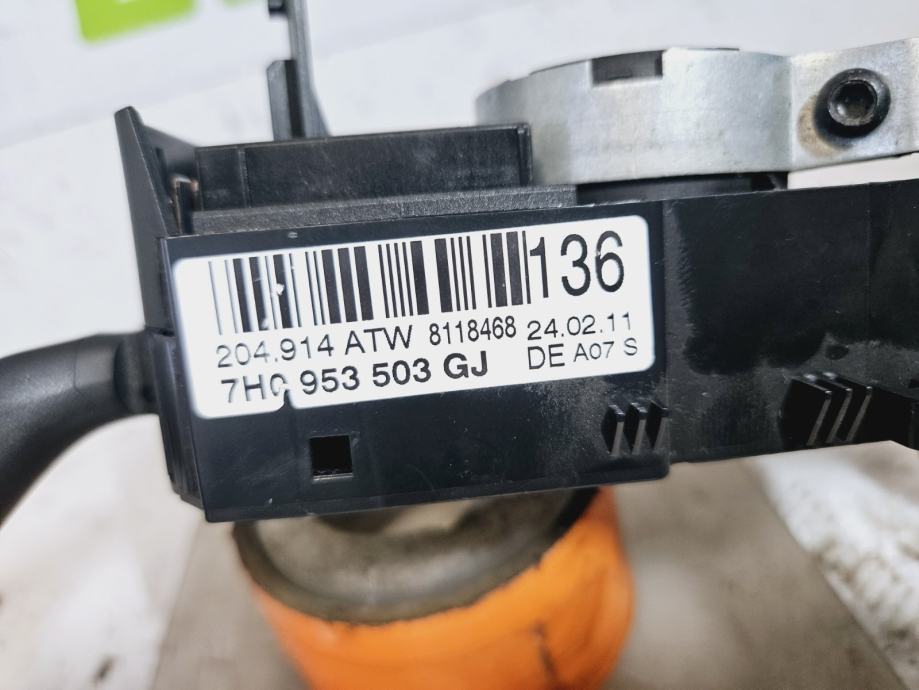 136
204.914 ATW 8118468 24.02.11
7H0 953 503 GJ DE A07 S